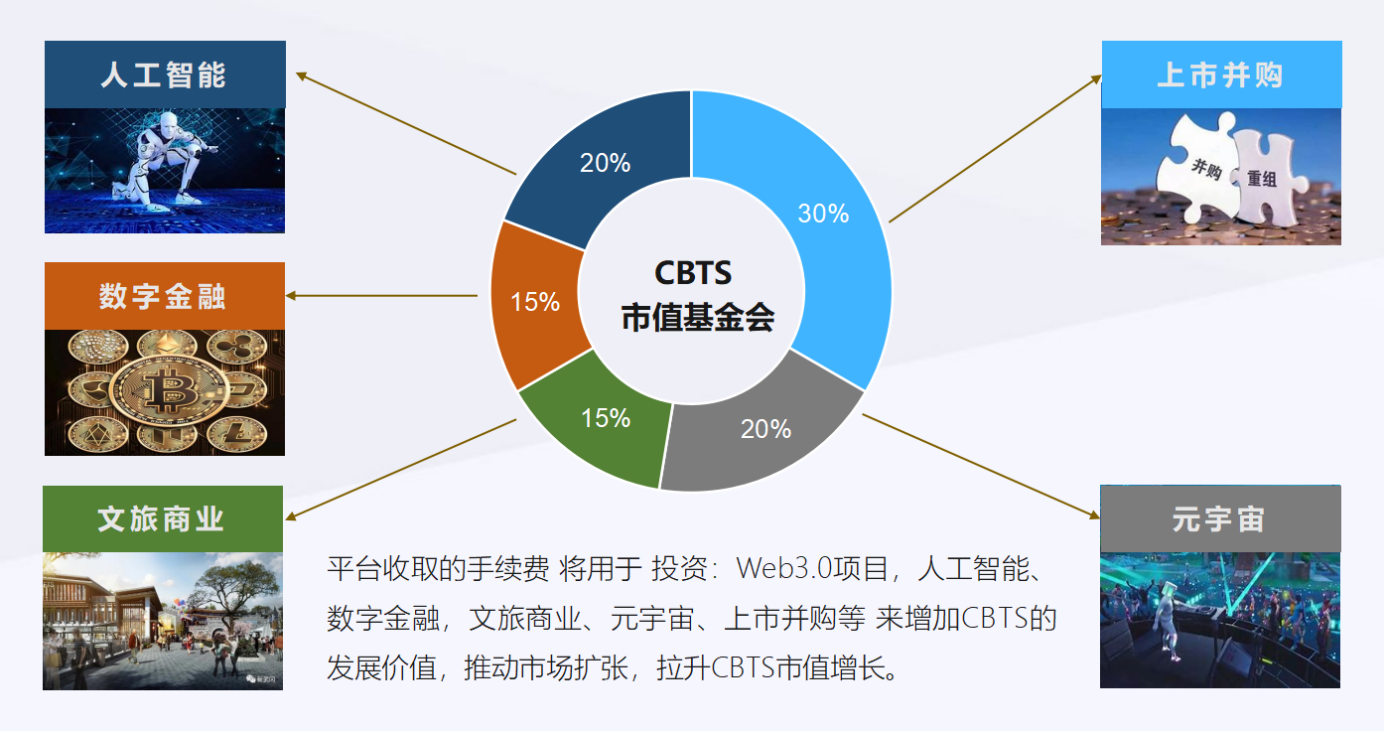 人工智能
上市并购
并购
重组
20%
30%
CBTS
市值基金会
数字金融
15%
15%
20%
文旅商业
元宇宙
平台收取的手续费 将用于 投资：Web3.0项目，人工智能、
数字金融，文旅商业、元宇宙、上市并购等 来增加CBTS的
发展价值，推动市场扩张，拉升CBTS市值增长。